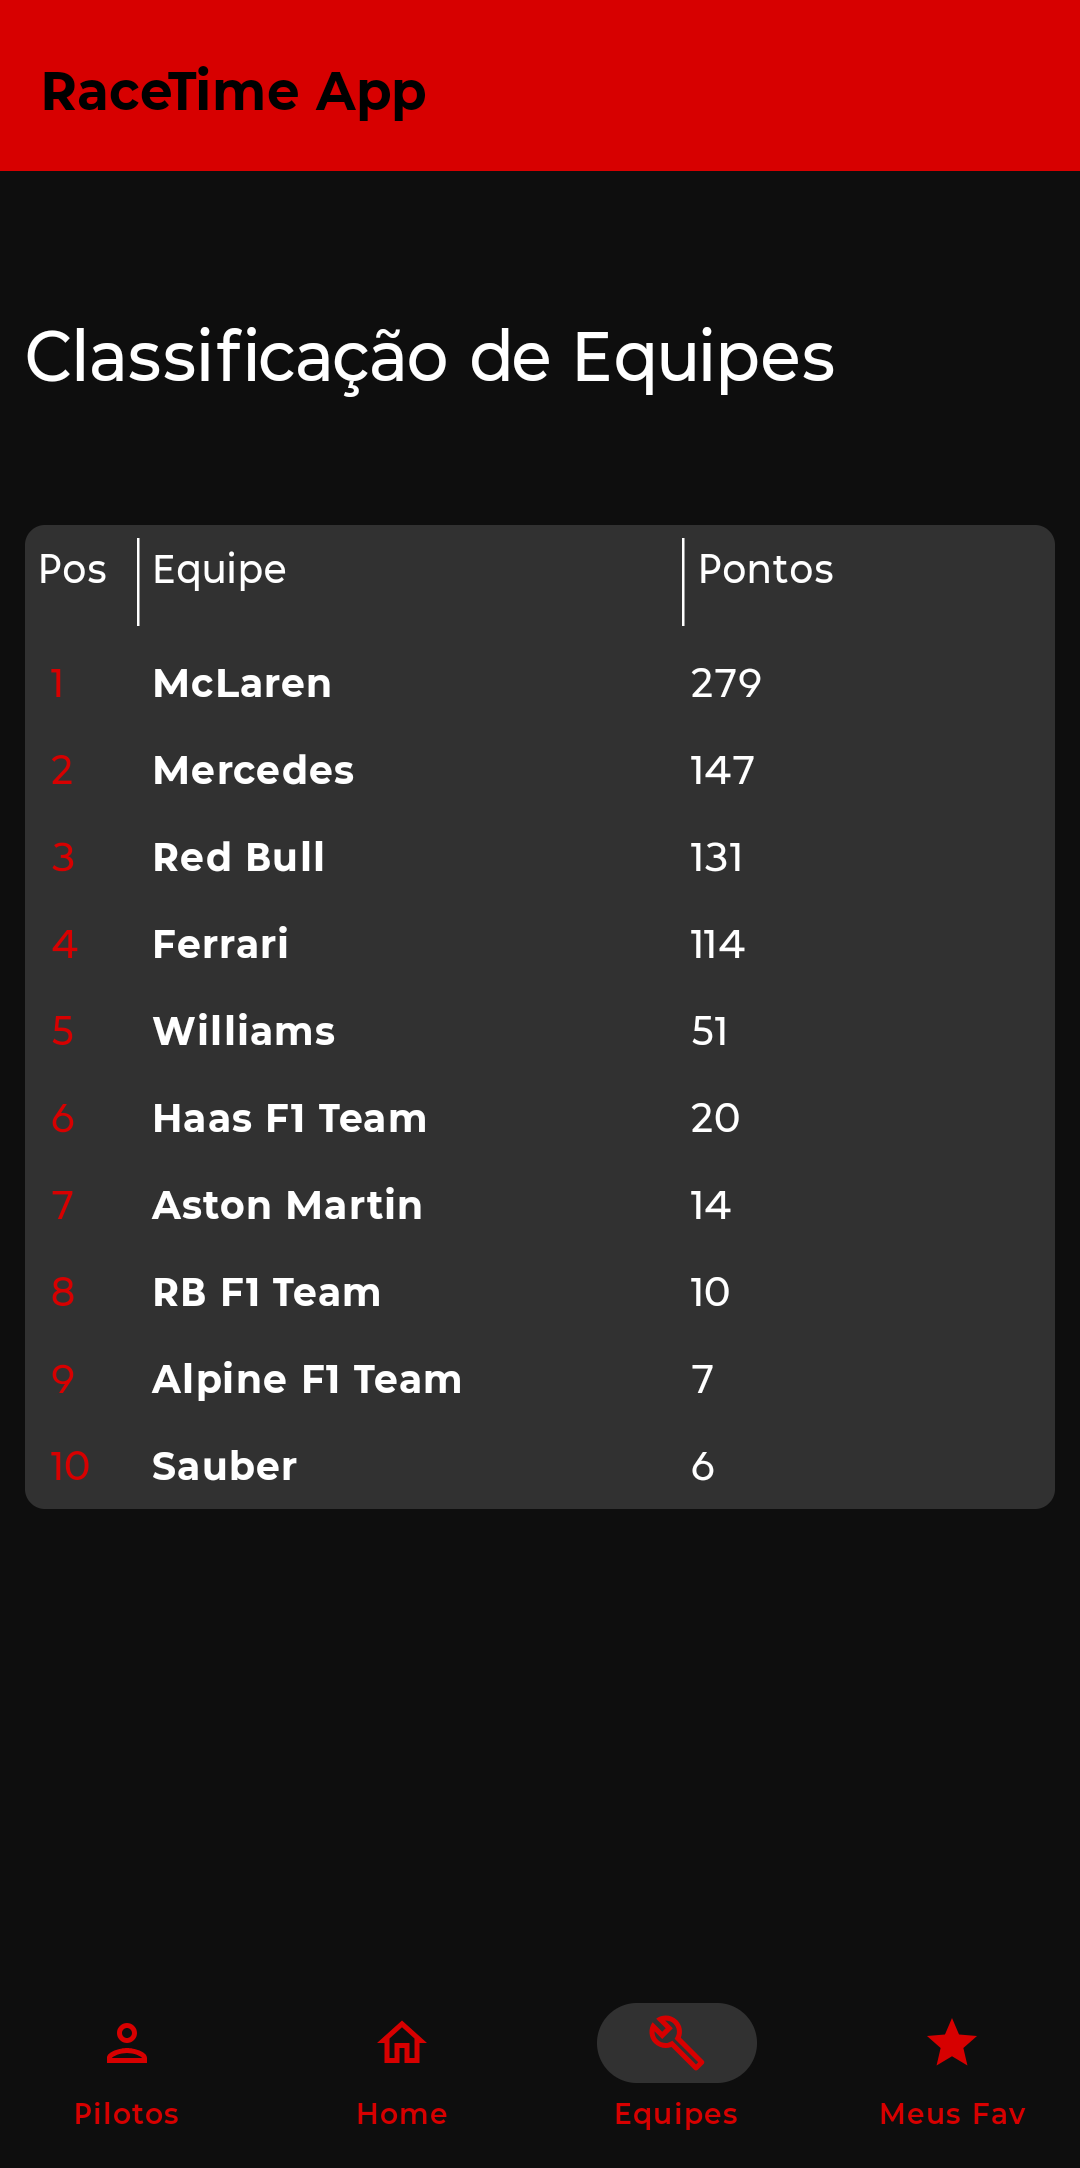 RaceTime App
Classificação de Equipes
Pos Equipe Pontos
1 McLaren 279
2 Mercedes 147
3 Red Bull 131
4 Ferrari 114
5 Williams 51
6 Haas F1 Team 20
7 Aston Martin 14
8 RB F1 Team 10
9 Alpine F1 Team 7
10 Sauber 6
Pilotos Home Equipes Meus Fav